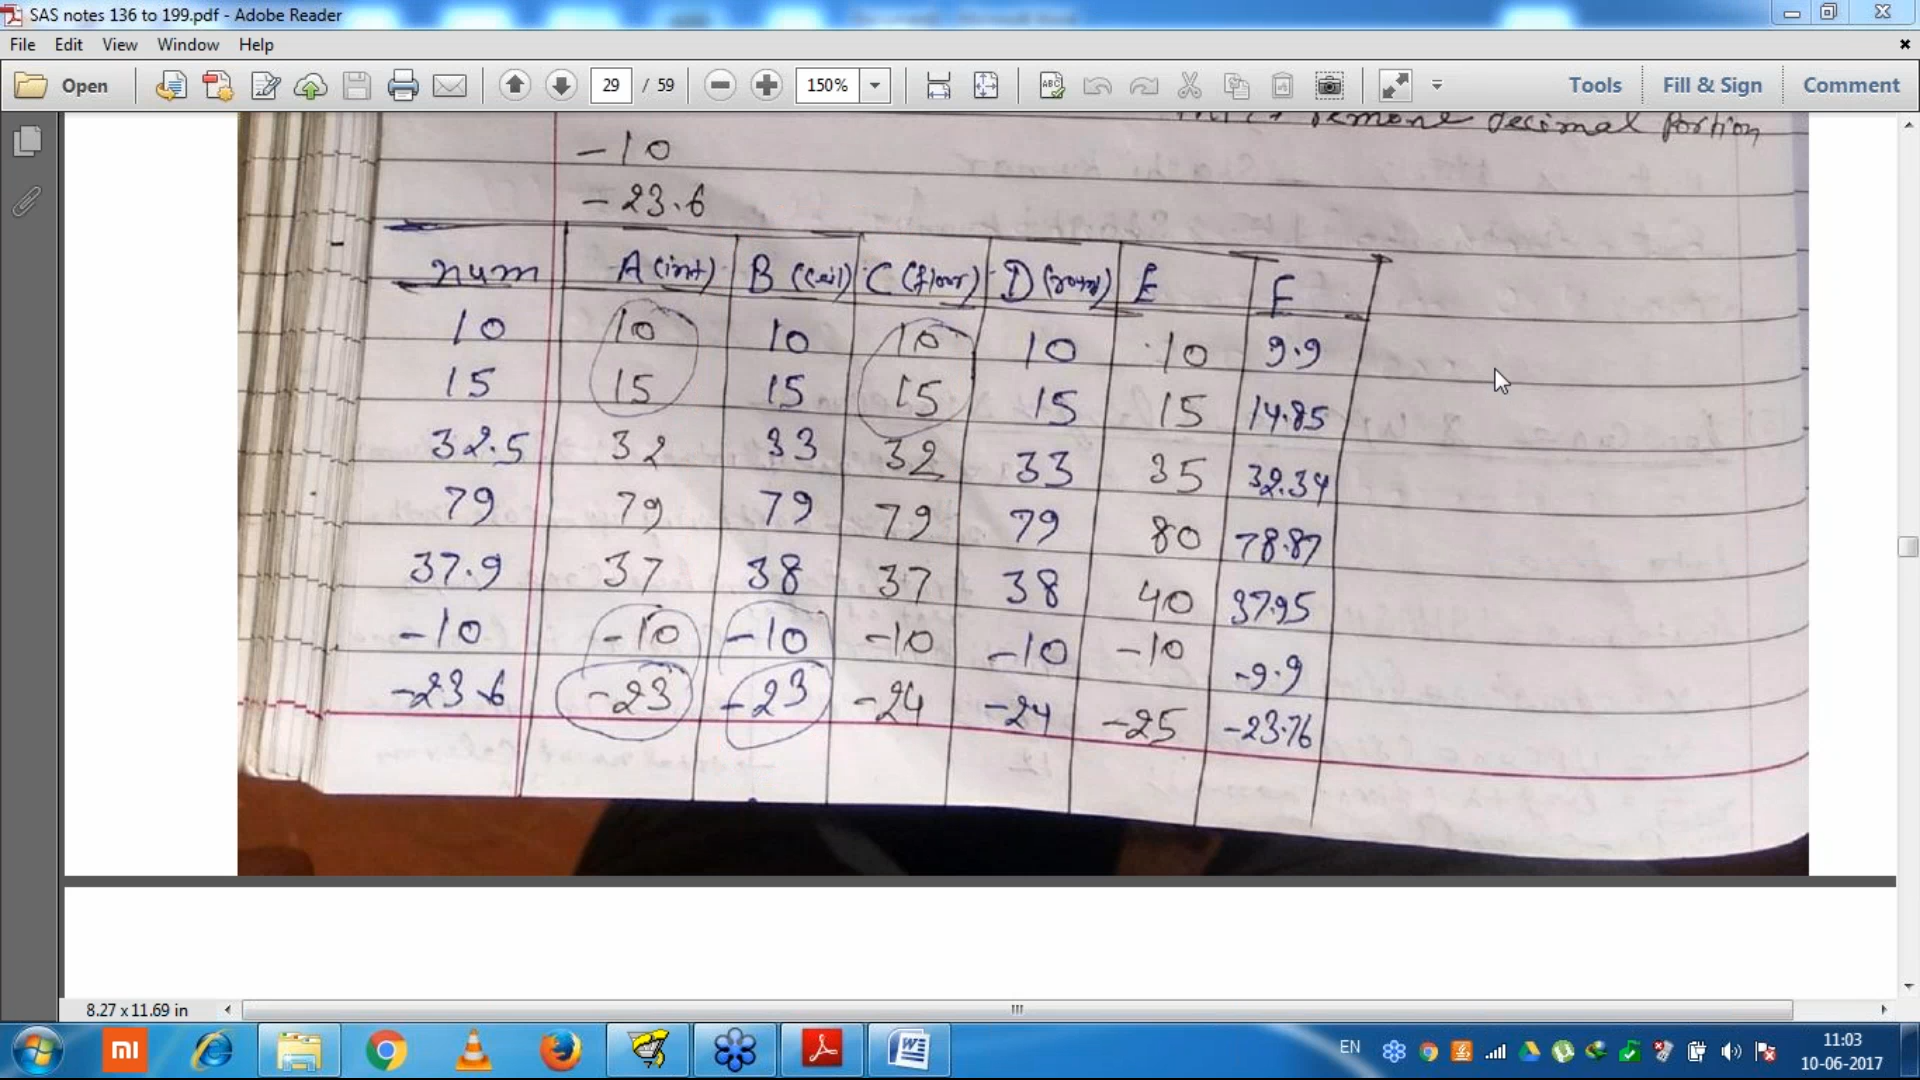 SAS notes 136 to 199.pdf - Adobe Reader
File Edit View Window Help
Open 29 / 59 150% Tools Fill & Sign Comment
remone decimal portion
-10
-23.6
num A (int) B (ceil) C (floor) D (round) E F
10 10 10 10 10 10 9.9
15 15 15 15 15 15 14.85
32.5 32 33 32 33 35 32.34
79 79 79 79 79 80 78.87
37.9 37 38 37 38 40 37.95
-10 -10 -10 -10 -10 -10 -9.9
-23.6 -23 -23 -24 -24 -25 -23.76
8.27 x 11.69 in
EN 11:03
10-06-2017